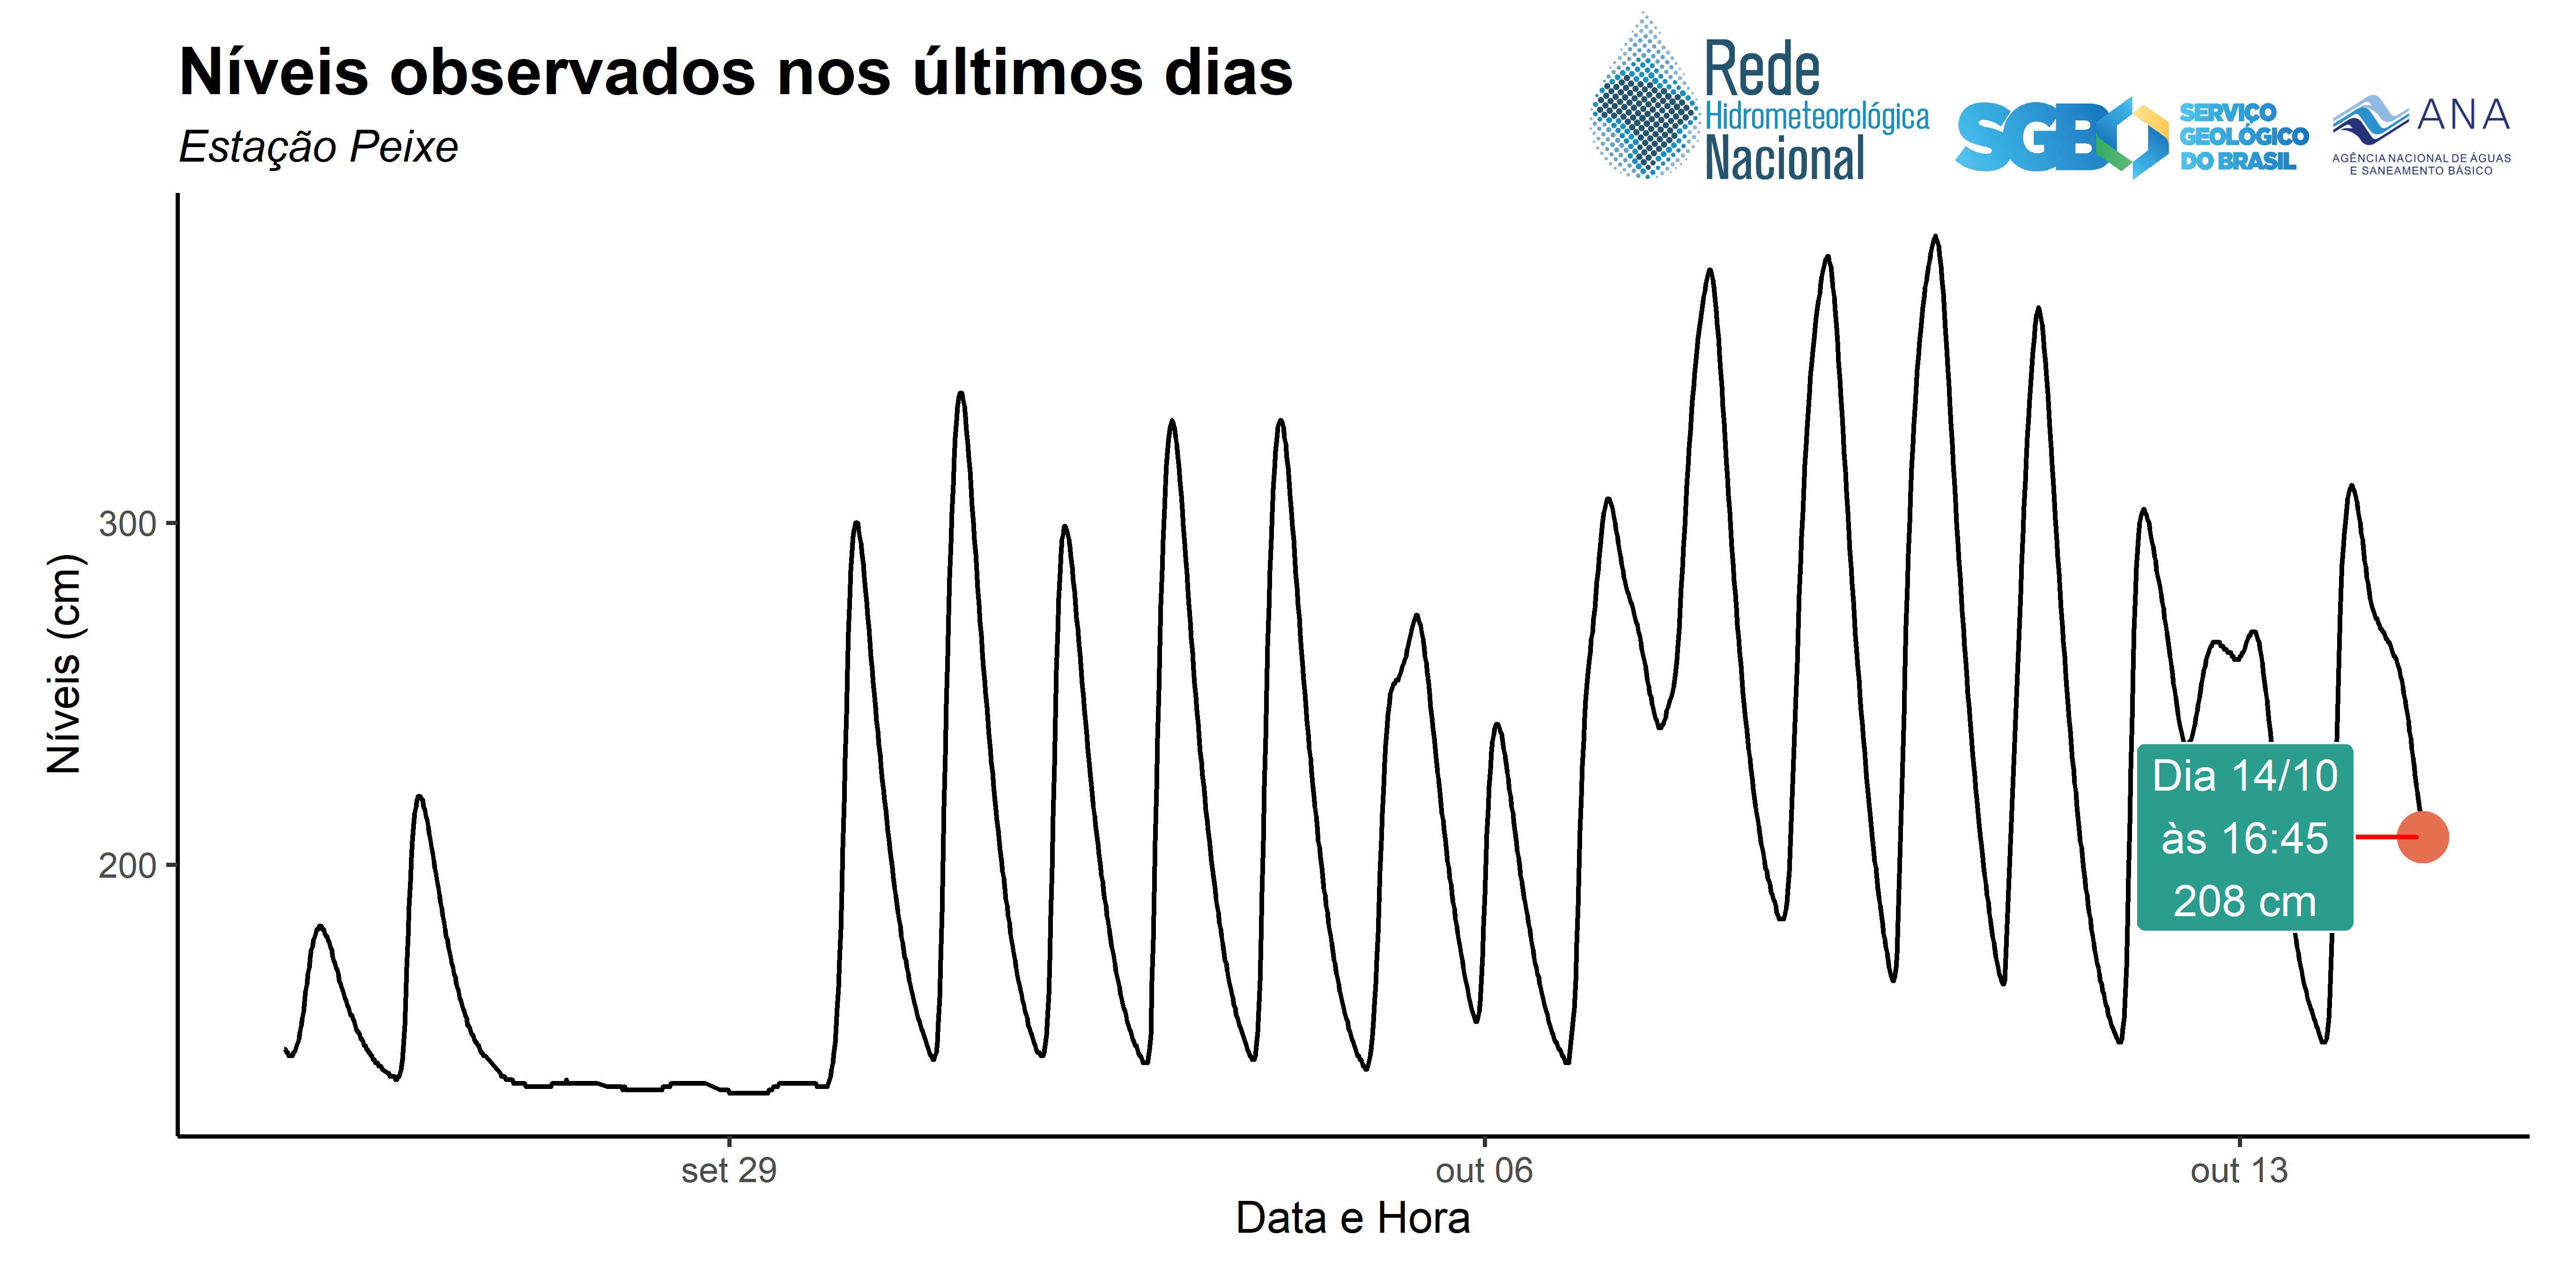 Níveis observados nos últimos dias
Estação Peixe
Rede
Hidrometeorológica
Nacional
SGB
SERVIÇO
GEOLÓGICO
DO BRASIL
ANA
AGÊNCIA NACIONAL DE ÁGUAS
E SANEAMENTO BÁSICO
Níveis (cm)
300
200
Dia 14/10
às 16:45
208 cm
set 29
out 06
out 13
Data e Hora